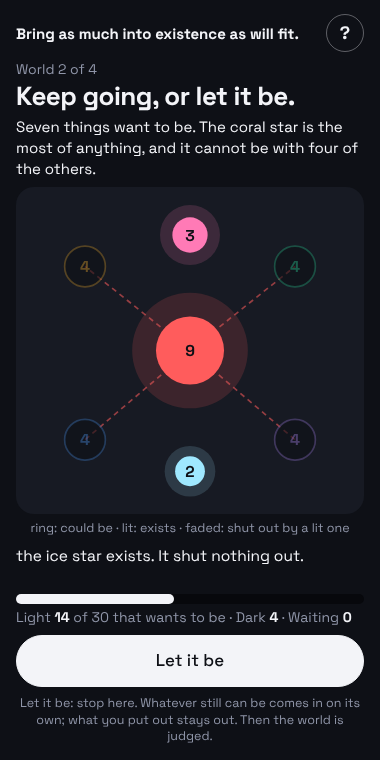 Bring as much into existence as will fit.
?
World 2 of 4
Keep going, or let it be.
Seven things want to be. The coral star is the
most of anything, and it cannot be with four of
the others.
3
4
4
9
4
4
2
ring: could be · lit: exists · faded: shut out by a lit one
the ice star exists. It shut nothing out.
Light 14 of 30 that wants to be · Dark 4 · Waiting 0
Let it be
Let it be: stop here. Whatever still can be comes in on its
own; what you put out stays out. Then the world is
judged.